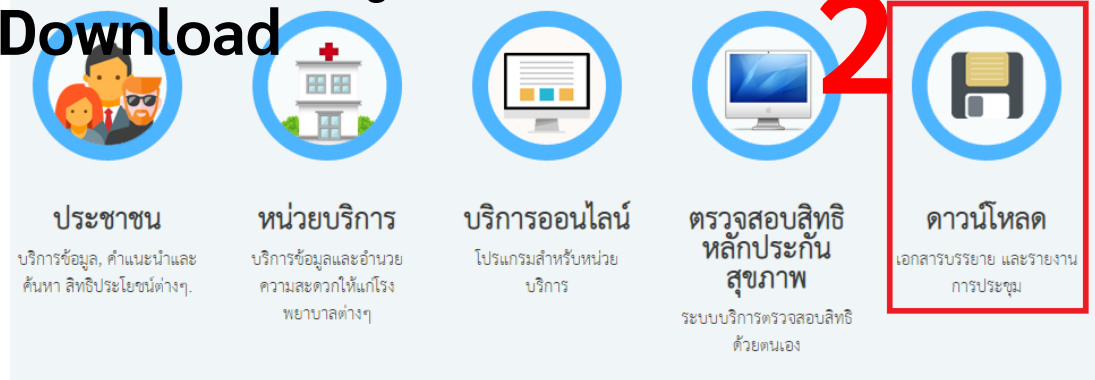 Download
2
ประชาชน
บริการข้อมูล, คำแนะนำและ
ค้นหา สิทธิประโยชน์ต่างๆ.
หน่วยบริการ
บริการข้อมูลและอำนวย
ความสะดวกให้แก่โรง
พยาบาลต่างๆ
บริการออนไลน์
โปรแกรมสำหรับหน่วย
บริการ
ตรวจสอบสิทธิ
หลักประกัน
สุขภาพ
ระบบบริการตรวจสอบสิทธิ
ด้วยตนเอง
ดาวน์โหลด
เอกสารบรรยาย และรายงาน
การประชุม